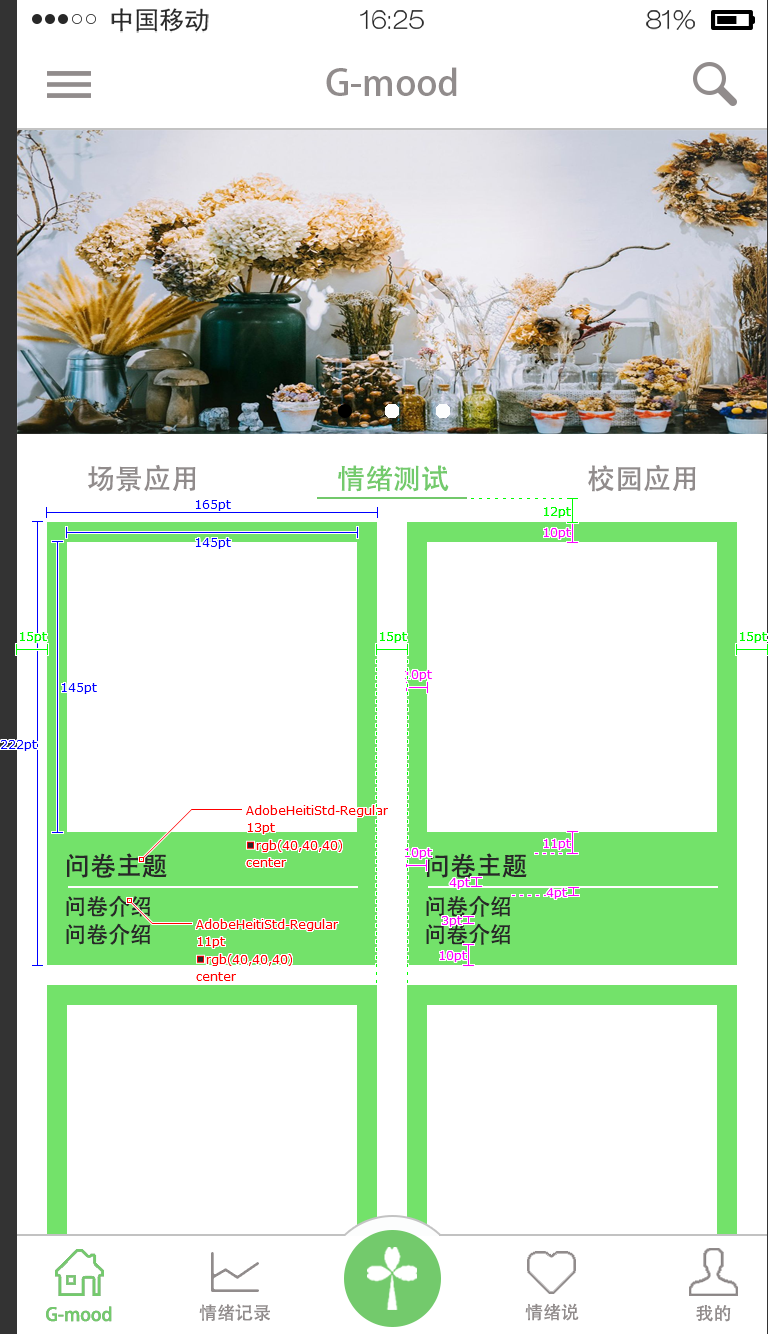 中国移动 16:25 81%
G-mood
场景应用 情绪测试 校园应用
165pt
12pt
145pt 10pt
15pt 15pt 15pt
10pt
145pt
222pt
AdobeHeitiStd-Regular
13pt
rgb(40,40,40) 11pt
center 10pt
问卷主题 问卷主题
4pt 4pt
问卷介绍 问卷介绍
3pt
AdobeHeitiStd-Regular
问卷介绍 问卷介绍
11pt
rgb(40,40,40) 10pt
center
G-mood 情绪记录 情绪说 我的